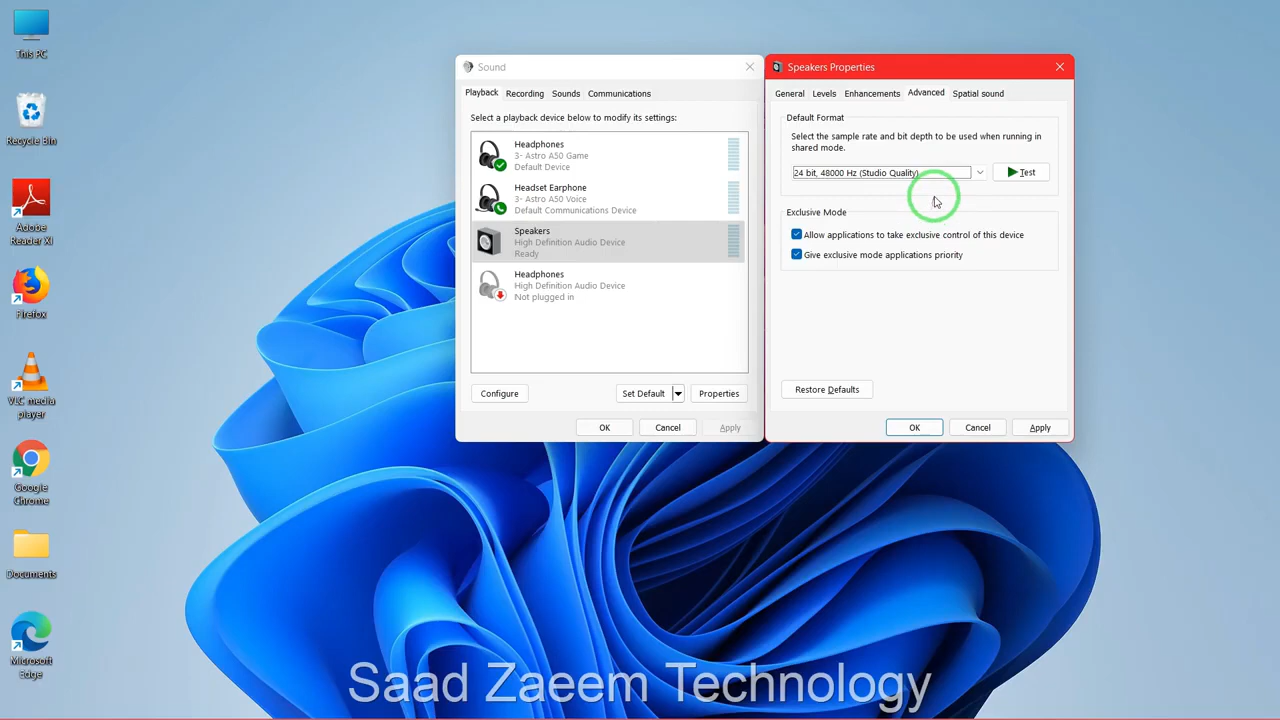 This PC
Recycle Bin
Adobe
Reader XI
Firefox
VLC media
player
Google
Chrome
Documents
Microsoft
Edge
Sound
Playback
Recording
Sounds
Communications
Select a playback device below to modify its settings:
Headphones
3- Astro A50 Game
Default Device
Headset Earphone
3- Astro A50 Voice
Default Communications Device
Speakers
High Definition Audio Device
Ready
Headphones
High Definition Audio Device
Not plugged in
Configure
Set Default
Properties
OK
Cancel
Apply
Speakers Properties
General
Levels
Enhancements
Advanced
Spatial sound
Default Format
Select the sample rate and bit depth to be used when running in
shared mode.
24 bit, 48000 Hz (Studio Quality)
Test
Exclusive Mode
Allow applications to take exclusive control of this device
Give exclusive mode applications priority
Restore Defaults
OK
Cancel
Apply
Saad Zaeem Technology